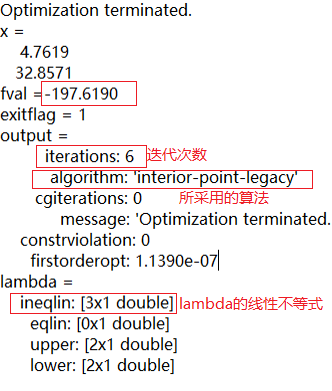 Optimization terminated.
x =
4.7619
32.8571
fval =-197.6190
exitflag = 1
output =
iterations: 6 迭代次数
algorithm: 'interior-point-legacy'
cgiterations: 0 所采用的算法
message: 'Optimization terminated.
constrviolation: 0
firstorderopt: 1.1390e-07
lambda =
ineqlin: [3x1 double] lambda的线性不等式
eqlin: [0x1 double]
upper: [2x1 double]
lower: [2x1 double]